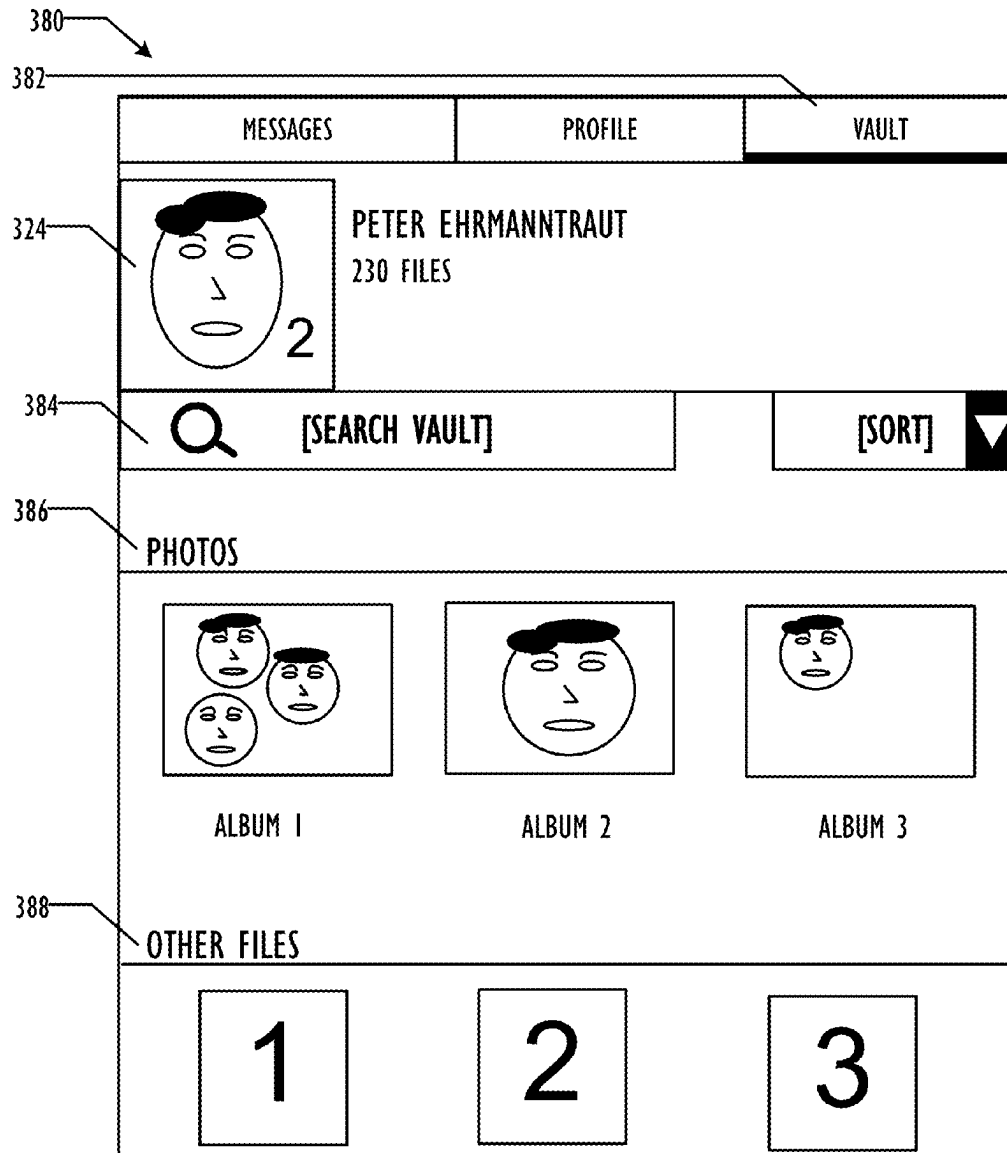 380
382
MESSAGES PROFILE VAULT
324
PETER EHRMANNTRAUT
230 FILES
2
384
[SEARCH VAULT] [SORT]
386
PHOTOS
ALBUM 1 ALBUM 2 ALBUM 3
388
OTHER FILES
1 2 3